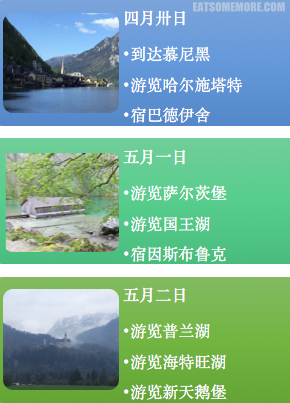 EATSOMEMORE.COM
四月卅日
•到达慕尼黑
•游览哈尔施塔特
•宿巴德伊舍
五月一日
•游览萨尔茨堡
•游览国王湖
•宿因斯布鲁克
五月二日
•游览普兰湖
•游览海特旺湖
•游览新天鹅堡